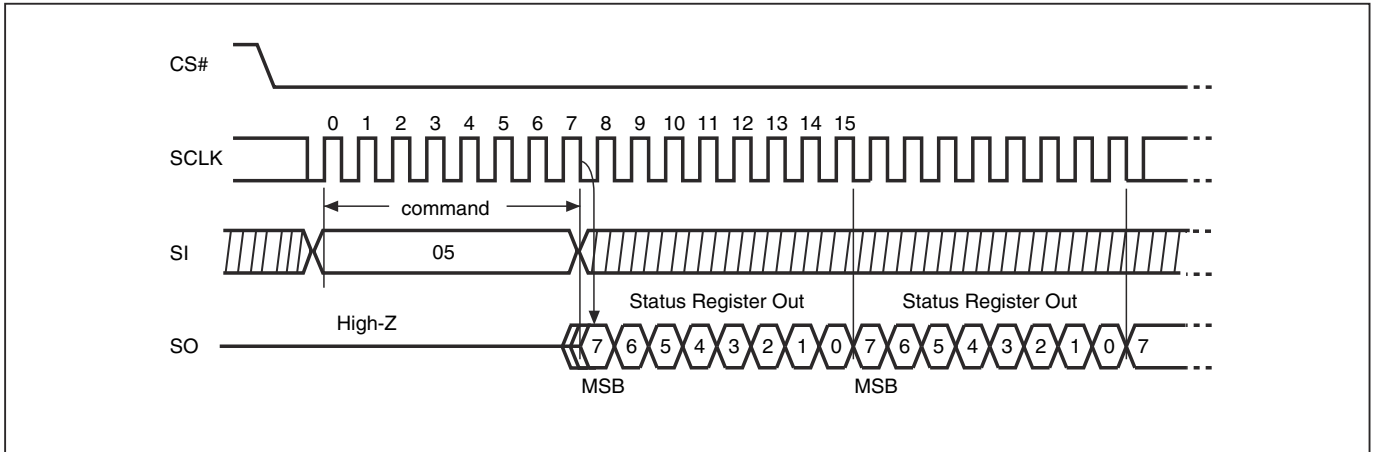 CS#
0 1 2 3 4 5 6 7 8 9 10 11 12 13 14 15
SCLK
command
SI
05
Status Register Out Status Register Out
High-Z
SO
7 6 5 4 3 2 1 0 7 6 5 4 3 2 1 0 7
MSB MSB